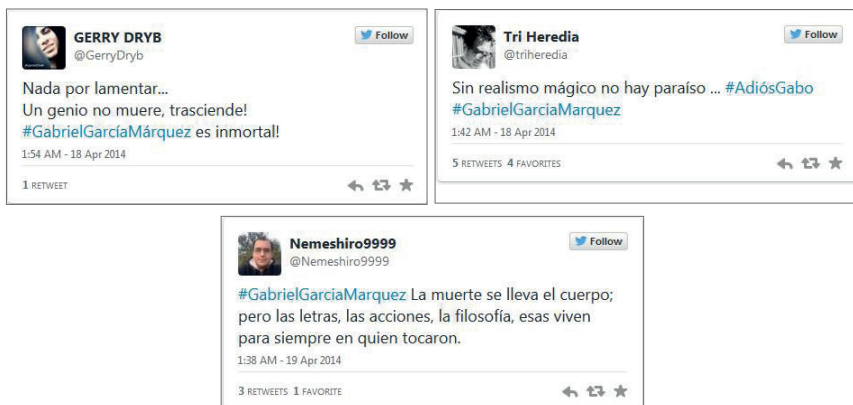 GERRY DRYB
@GerryDryb
Follow
Nada por lamentar...
Un genio no muere, trasciende!
#GabrielGarcíaMárquez es inmortal!
1:54 AM - 18 Apr 2014
1 RETWEET
Tri Heredia
@triheredia
Follow
Sin realismo mágico no hay paraíso ... #AdiósGabo
#GabrielGarciaMarquez
1:42 AM - 18 Apr 2014
5 RETWEETS 4 FAVORITES
Nemeshiro9999
@Nemeshiro9999
Follow
#GabrielGarciaMarquez La muerte se lleva el cuerpo;
pero las letras, las acciones, la filosofía, esas viven
para siempre en quien tocaron.
1:38 AM - 19 Apr 2014
3 RETWEETS 1 FAVORITE